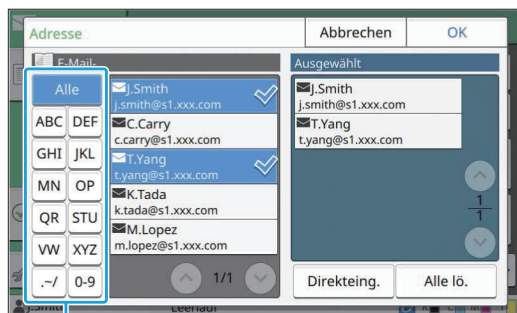 Adresse
Abbrechen
OK
E-Mail-
Ausgewählt
Alle
ABC DEF
GHI JKL
MN OP
QR STU
VW XYZ
.~/ 0-9
J.Smith
j.smith@s1.xxx.com
C.Carry
c.carry@s1.xxx.com
T.Yang
t.yang@s1.xxx.com
K.Tada
k.tada@s1.xxx.com
M.Lopez
m.lopez@s1.xxx.com
1/1
J.Smith
j.smith@s1.xxx.com
T.Yang
t.yang@s1.xxx.com
1
1
Direkteing.
Alle lö.
J.Smith
Leerlauf